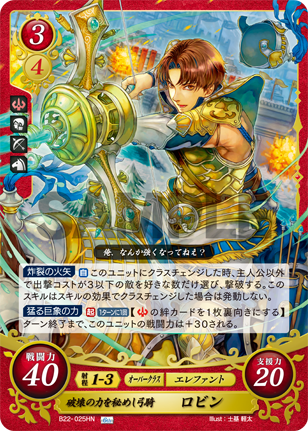 3
4
SAMPLE
俺、なんか強くなってねえ？
炸裂の火矢 自 このユニットにクラスチェンジした時、主人公以外
で出撃コストが3以下の敵を好きな数だけ選び、撃破する。この
スキルはスキルの効果でクラスチェンジした場合は発動しない。
猛る巨象の力 起 1ターンに1回 の絆カードを1枚裏向きにする
ターン終了まで、このユニットの戦闘力は＋30される。
戦闘力
40
射程 1-3
オーバークラス
エレファント
支援力
20
破壊の力を秘めし弓騎 ロビン
B22-025HN
Illust：土基 軽太